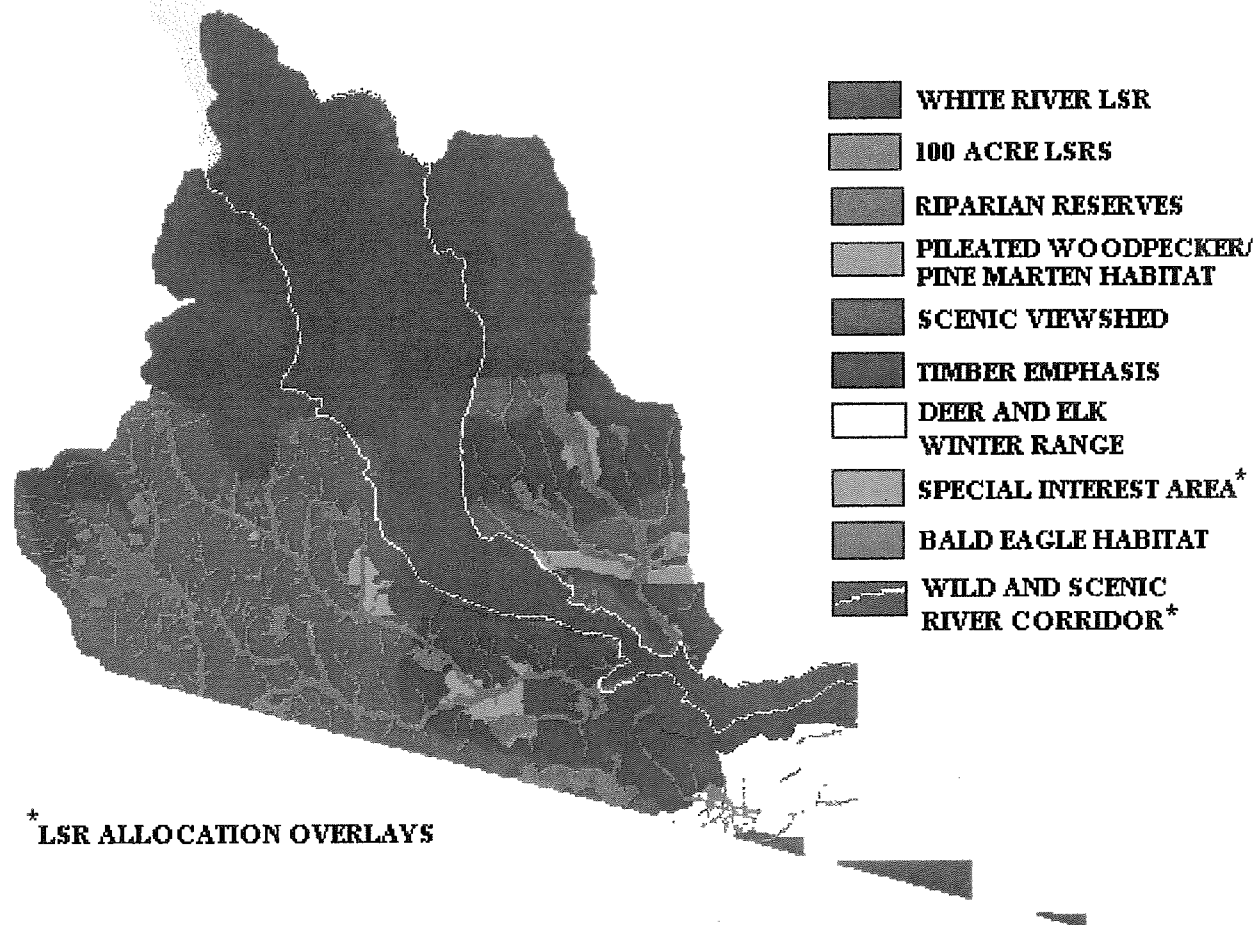 WHITE RIVER LSR
100 ACRE LSRS
RIPARIAN RESERVES
PILEATED WOODPECKER/
PINE MARTEN HABITAT
SCENIC VIEWSHED
TIMBER EMPHASIS
DEER AND ELK
WINTER RANGE
SPECIAL INTEREST AREA*
BALD EAGLE HABITAT
WILD AND SCENIC
RIVER CORRIDOR*
*LSR ALLOCATION OVERLAYS